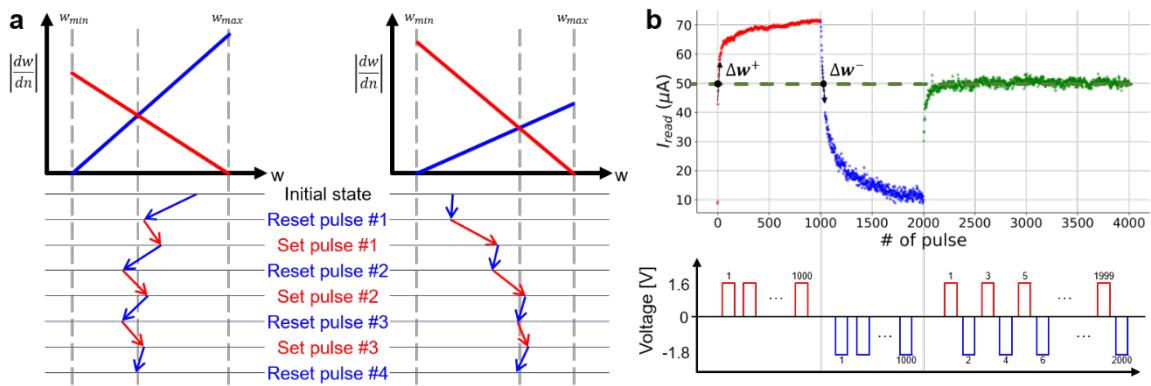 a
w_min w_max
w_min w_max
|dw/dn|
|dw/dn|
w
w
Initial state
Reset pulse #1
Set pulse #1
Reset pulse #2
Set pulse #2
Reset pulse #3
Set pulse #3
Reset pulse #4
b
I_read (µA)
70
60
50
40
30
20
10
Δw⁺
Δw⁻
0 500 1000 1500 2000 2500 3000 3500 4000
# of pulse
Voltage [V]
1.6
0
-1.8
1 ... 1000
1 ... 1000
1 3 5 ... 1999
2 4 6 ... 2000